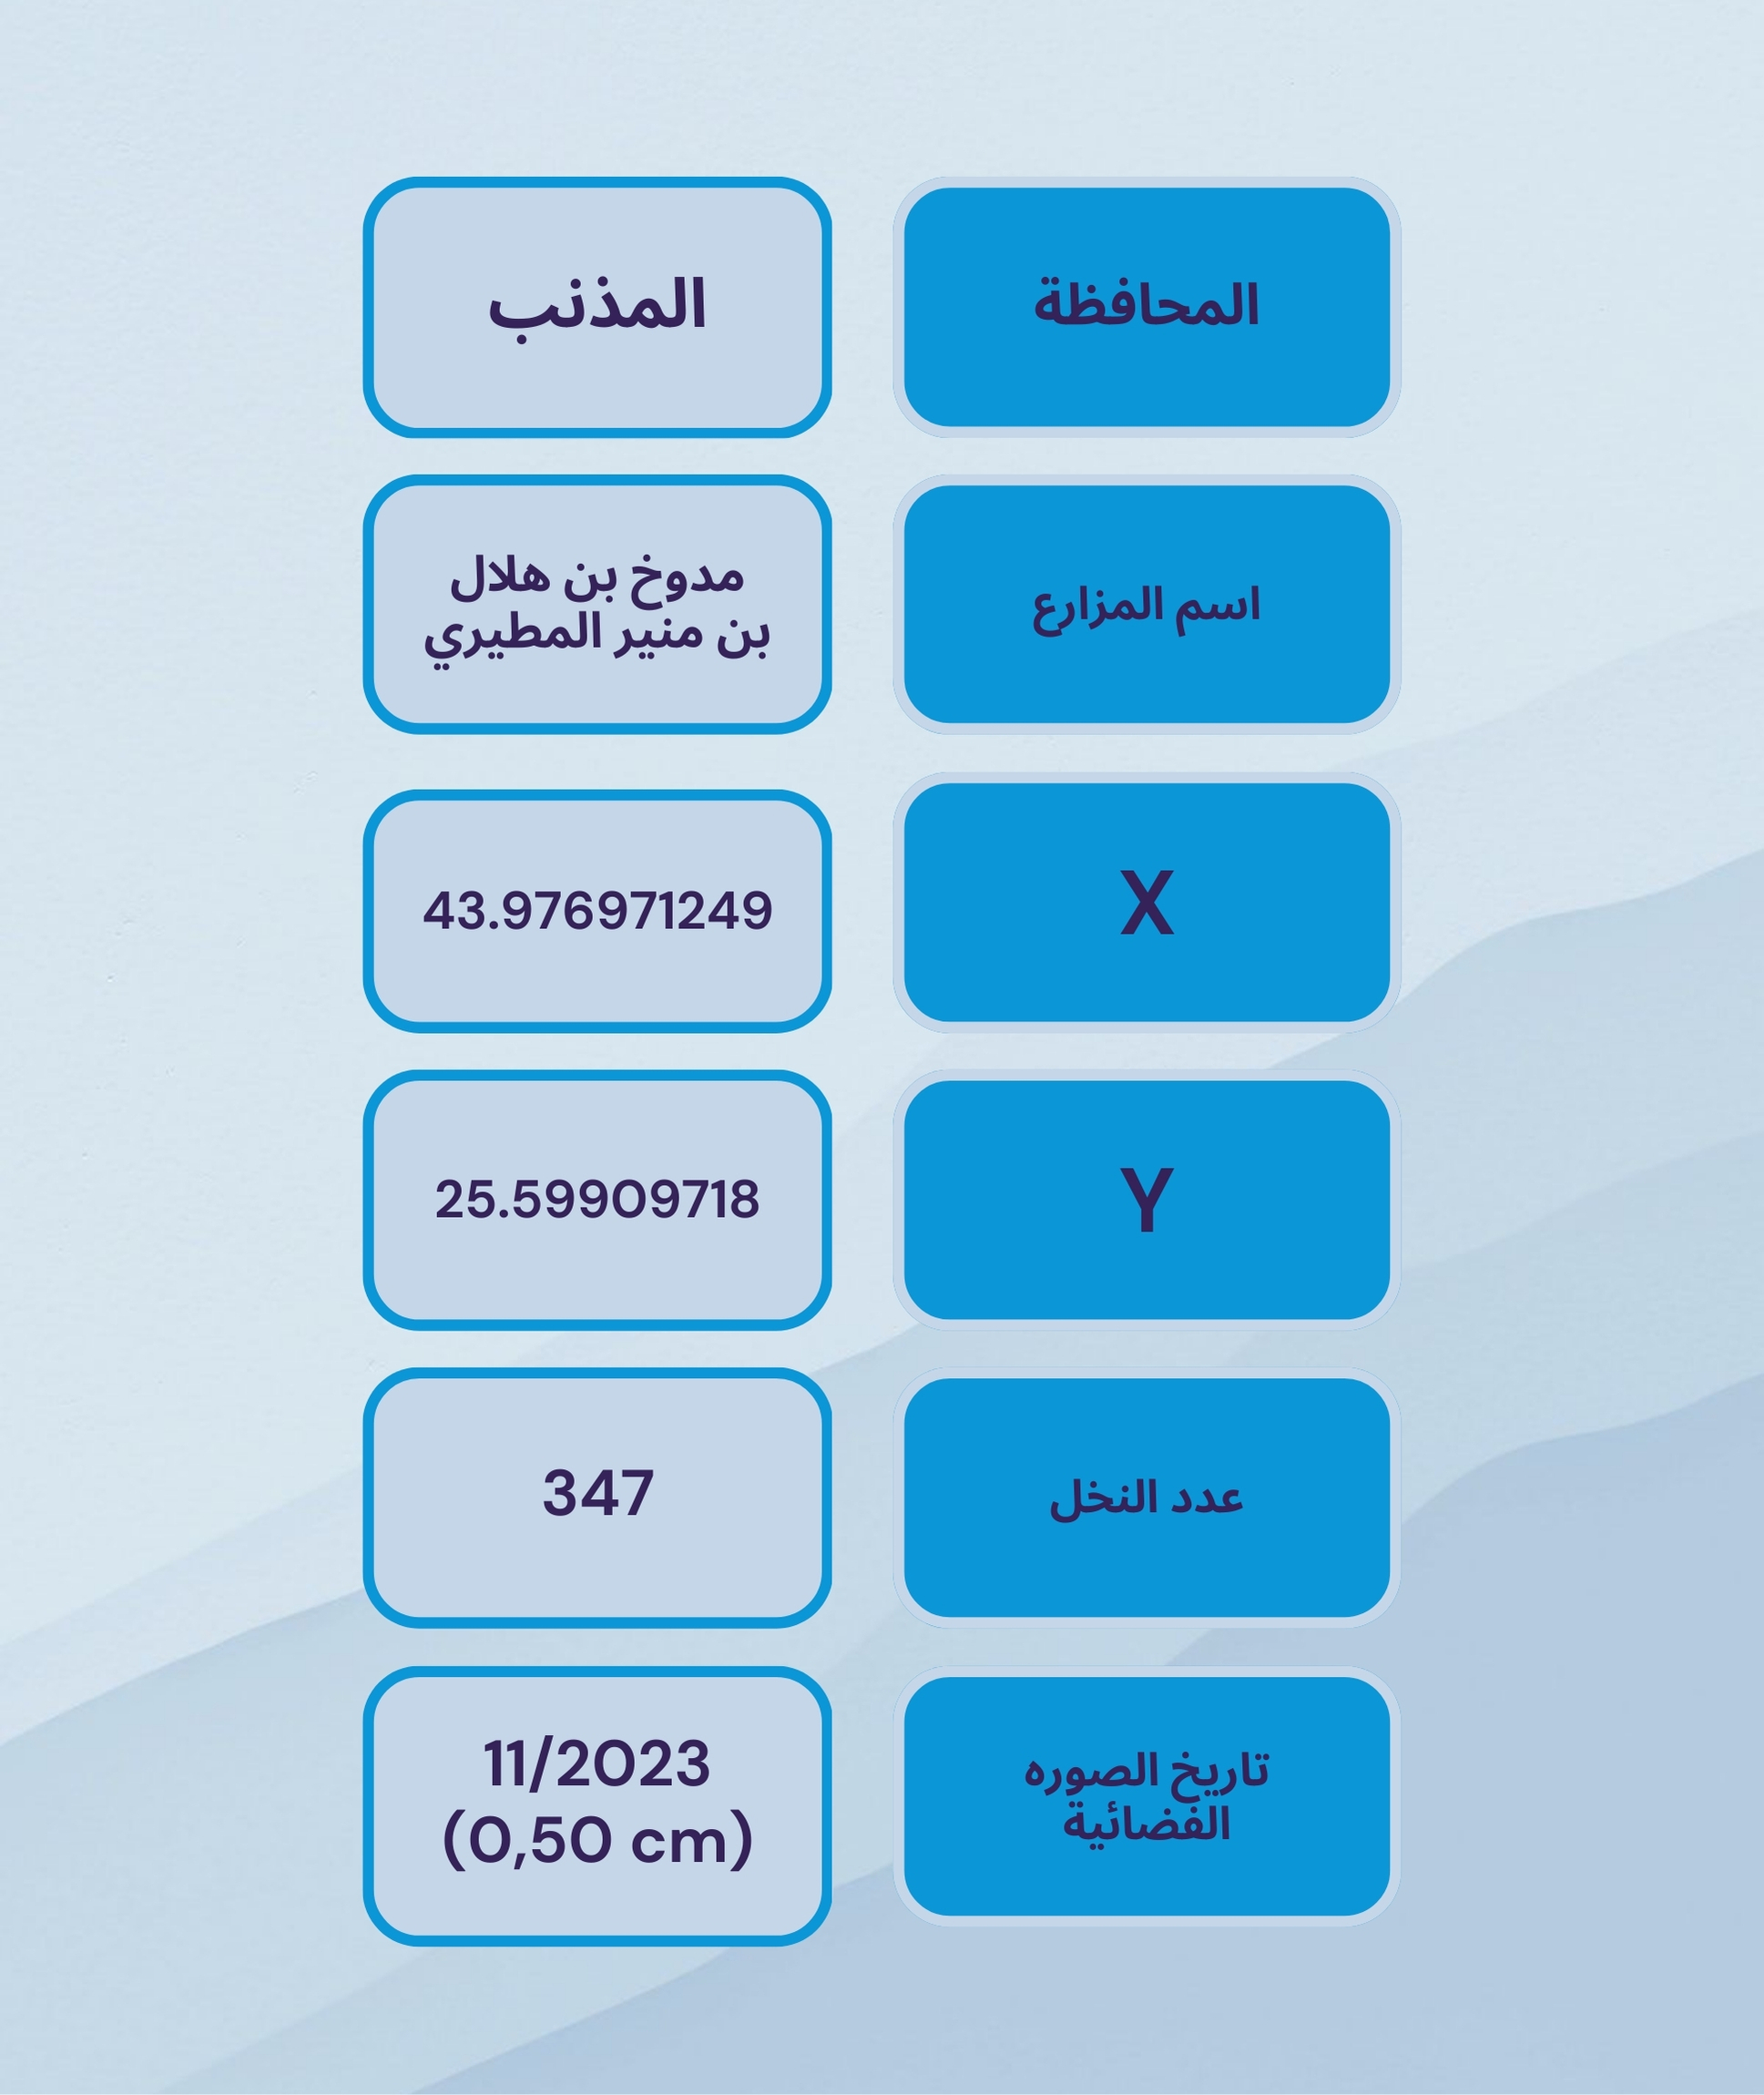 المحافظة
المذنب
اسم المزارع
مدوخ بن هلال
بن منير المطيري
X
43.976971249
Y
25.59909718
عدد النخل
347
تاريخ الصوره
الفضائية
11/2023
(0,50 cm)